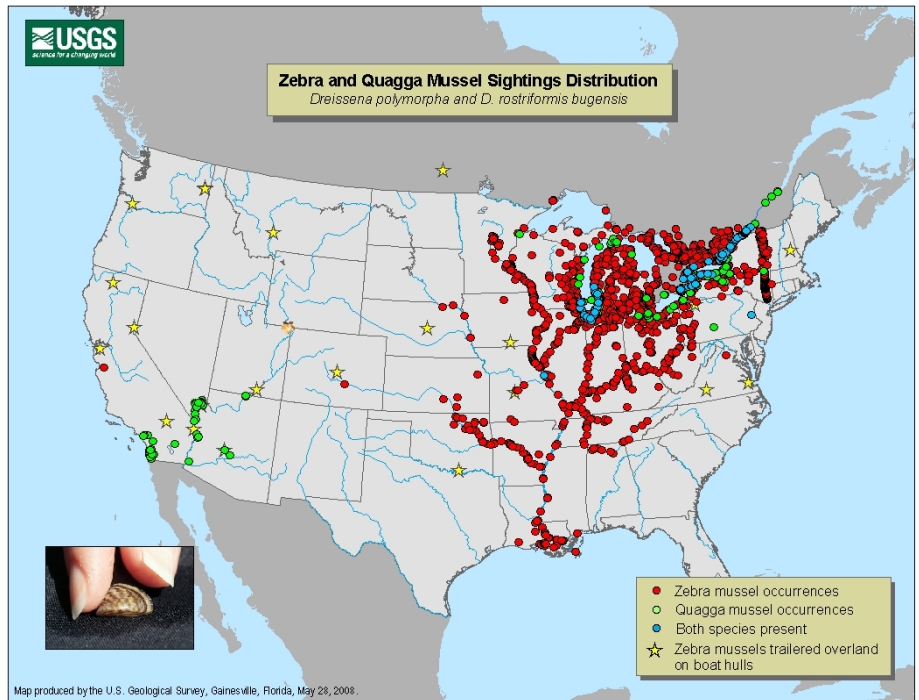 USGS
science for a changing world
Zebra and Quagga Mussel Sightings Distribution
Dreissena polymorpha and D. rostriformis bugensis
Zebra mussel occurrences
Quagga mussel occurrences
Both species present
Zebra mussels trailered overland
on boat hulls
Map produced by the U.S. Geological Survey, Gainesville, Florida, May 28, 2008.